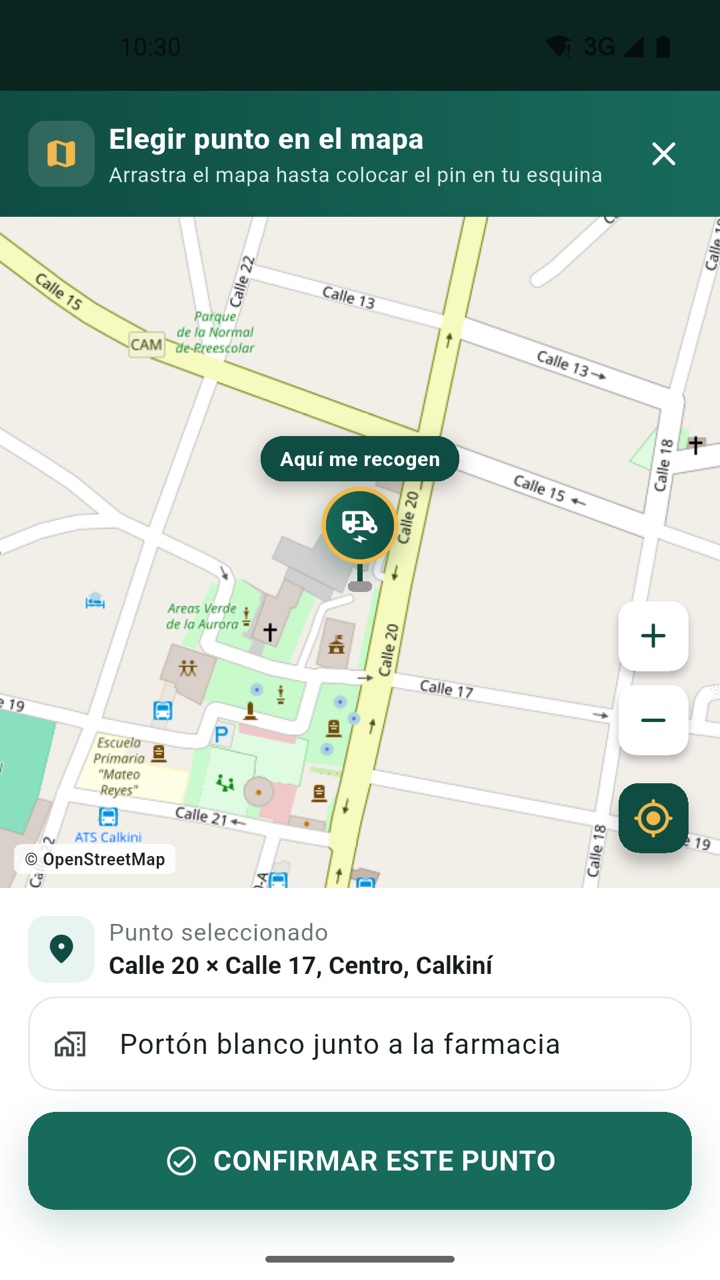 10:30
3G
Elegir punto en el mapa
Arrastra el mapa hasta colocar el pin en tu esquina
Calle 15
Calle 22
Calle 13
Parque
de la Normal
de Preescolar
CAM
Calle 13
Calle 18
Aquí me recogen
Calle 15
Calle 20
Areas Verde
de la Aurora
Calle 20
Calle 17
e 19
P
Escuela
Primario
"Mateo
Reyes"
Calle 21
ATS Calkini
Calle 18
e 19
© OpenStreetMap
Punto seleccionado
Calle 20 × Calle 17, Centro, Calkiní
Portón blanco junto a la farmacia
CONFIRMAR ESTE PUNTO